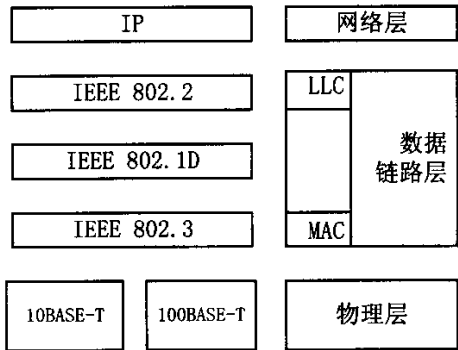 IP
网络层
IEEE 802.2
LLC
IEEE 802.1D
数据
链路层
IEEE 802.3
MAC
10BASE-T
100BASE-T
物理层